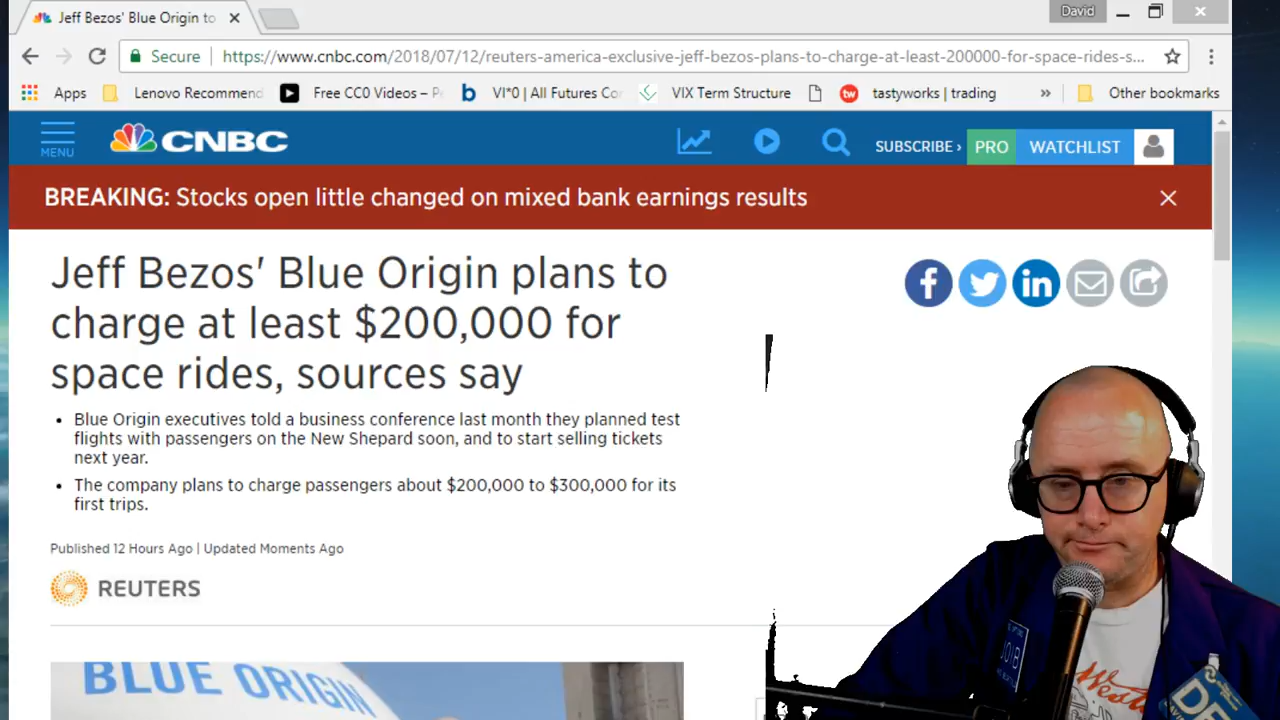 Jeff Bezos' Blue Origin to
David
Secure
https://www.cnbc.com/2018/07/12/reuters-america-exclusive-jeff-bezos-plans-to-charge-at-least-200000-for-space-rides-s...
Apps
Lenovo Recommend
Free CC0 Videos – P
VI*0 | All Futures Co
VIX Term Structure
tw
tastyworks | trading
»
Other bookmarks
MENU
CNBC
SUBSCRIBE ›
PRO
WATCHLIST
BREAKING: Stocks open little changed on mixed bank earnings results
Jeff Bezos' Blue Origin plans to
charge at least $200,000 for
space rides, sources say
• Blue Origin executives told a business conference last month they planned test
flights with passengers on the New Shepard soon, and to start selling tickets
next year.
• The company plans to charge passengers about $200,000 to $300,000 for its
first trips.
Published 12 Hours Ago | Updated Moments Ago
REUTERS
BLUE ORIGIN